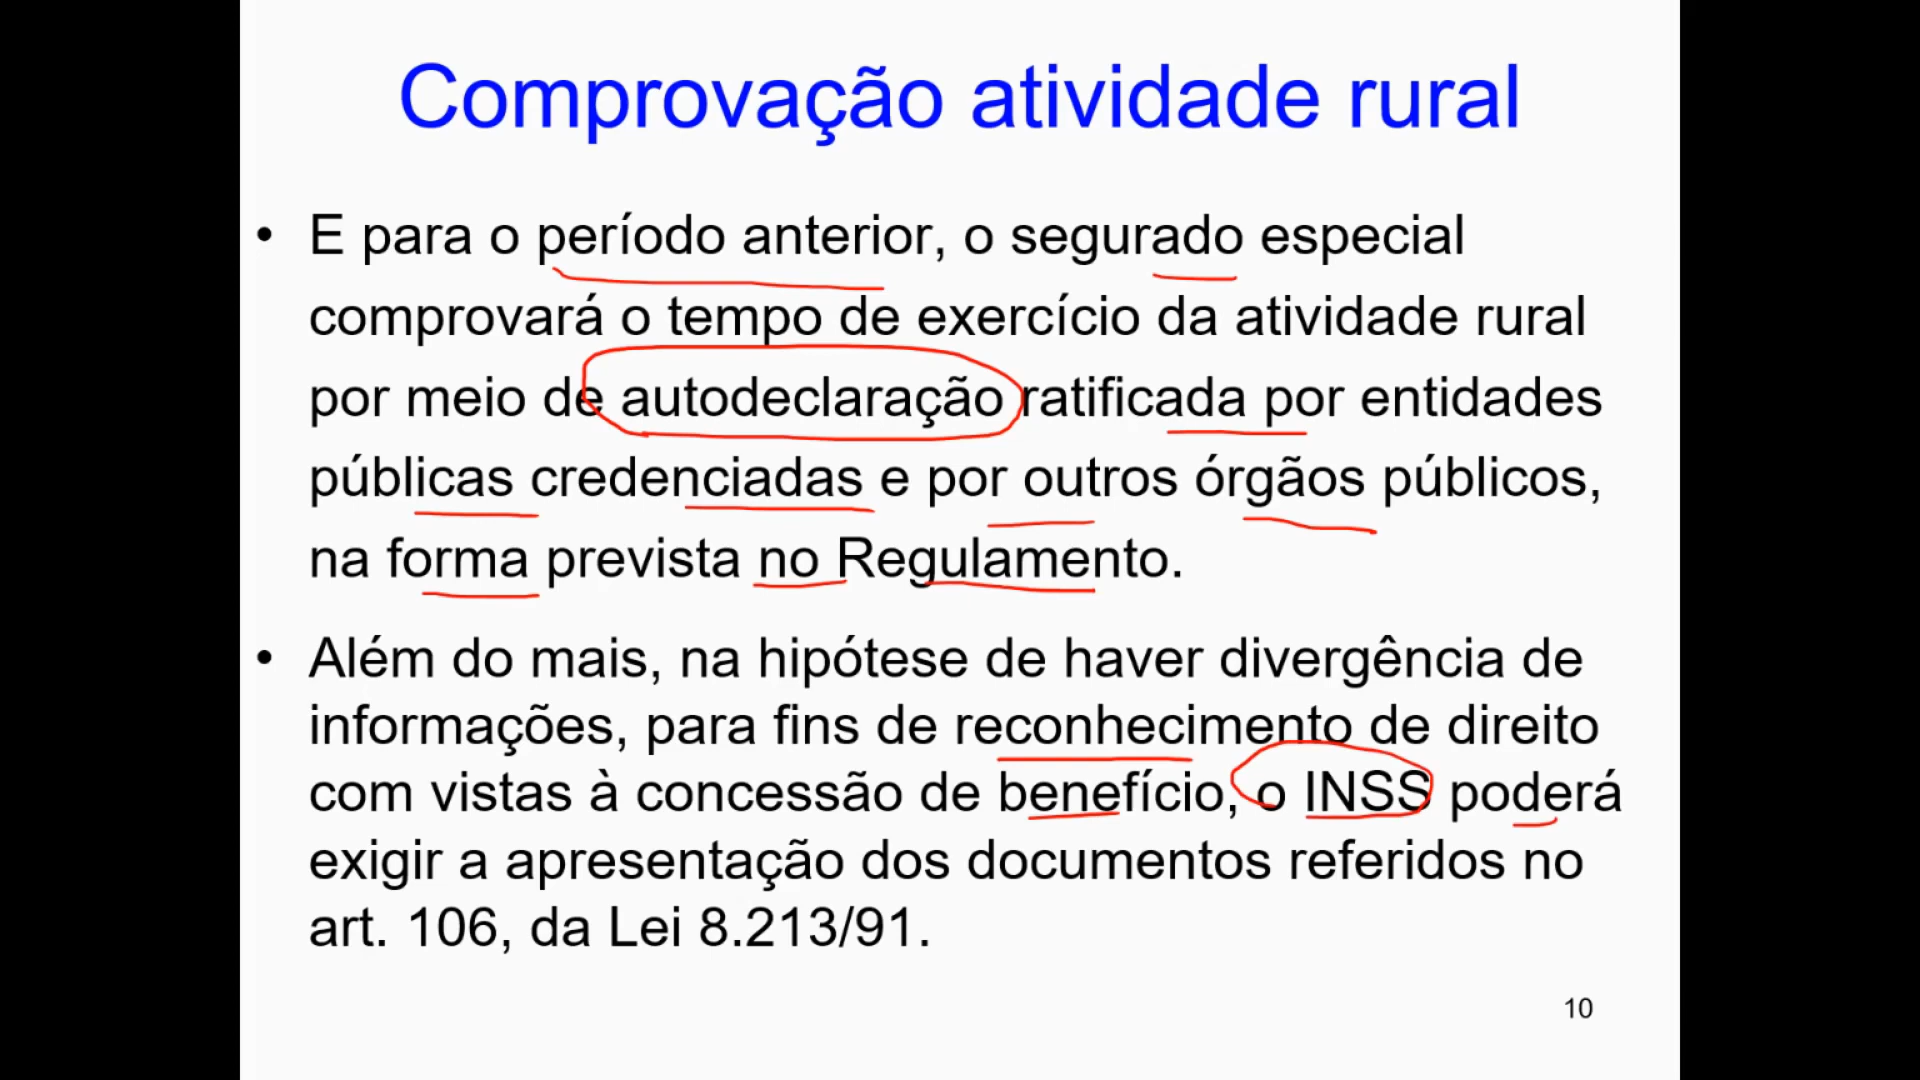 Comprovação atividade rural
• E para o período anterior, o segurado especial
comprovará o tempo de exercício da atividade rural
por meio de autodeclaração ratificada por entidades
públicas credenciadas e por outros órgãos públicos,
na forma prevista no Regulamento.
• Além do mais, na hipótese de haver divergência de
informações, para fins de reconhecimento de direito
com vistas à concessão de benefício, o INSS poderá
exigir a apresentação dos documentos referidos no
art. 106, da Lei 8.213/91.
10